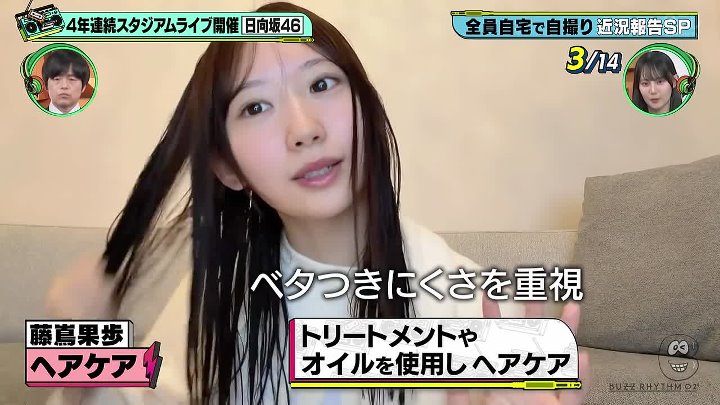 4年連続スタジアムライブ開催 日向坂46
全員自宅で自撮り 近況報告SP
3/14
ベタつきにくさを重視
藤嶌果歩
ヘアケア
トリートメントや
オイルを使用し ヘアケア
BUZZ RHYTHM 02